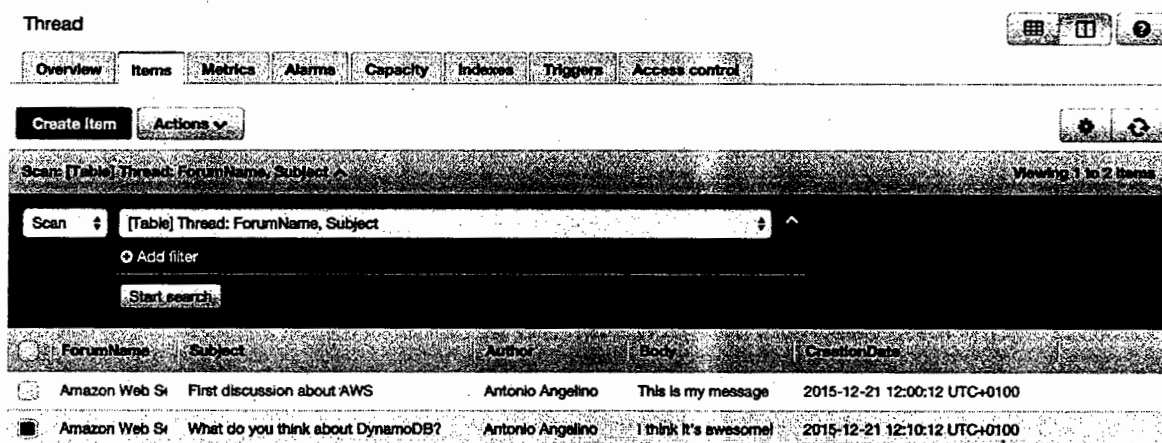 Thread
Overview Items Metrics Alarms Capacity Indexes Triggers Access control
Create item Actions
Scan: [Table] Thread: ForumName, Subject Viewing 1 to 2 items
Scan [Table] Thread: ForumName, Subject
Add filter
Start search
ForumName Subject Author Body CreationDate
Amazon Web Se First discussion about AWS Antonio Angelino This is my message 2015-12-21 12:00:12 UTC+0100
Amazon Web Se What do you think about DynamoDB? Antonio Angelino I think it's awesome! 2015-12-21 12:10:12 UTC+0100